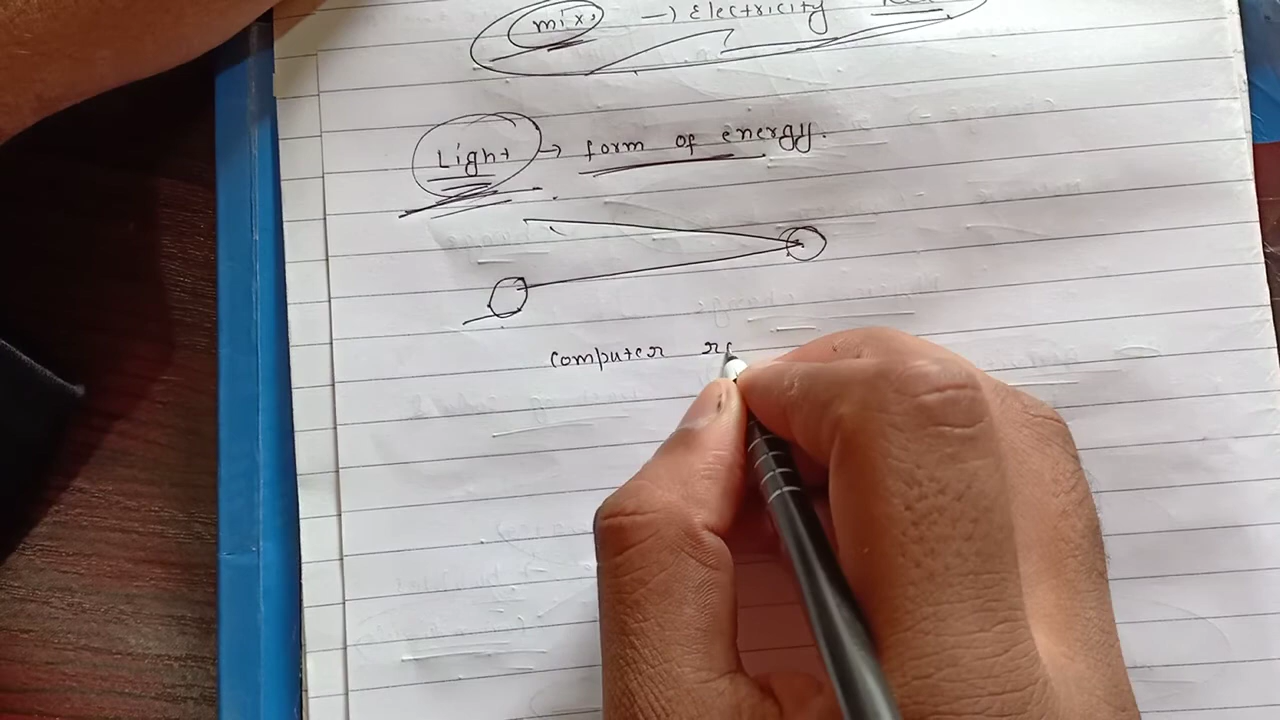 mix → Electricity
Light → form of energy.
computer